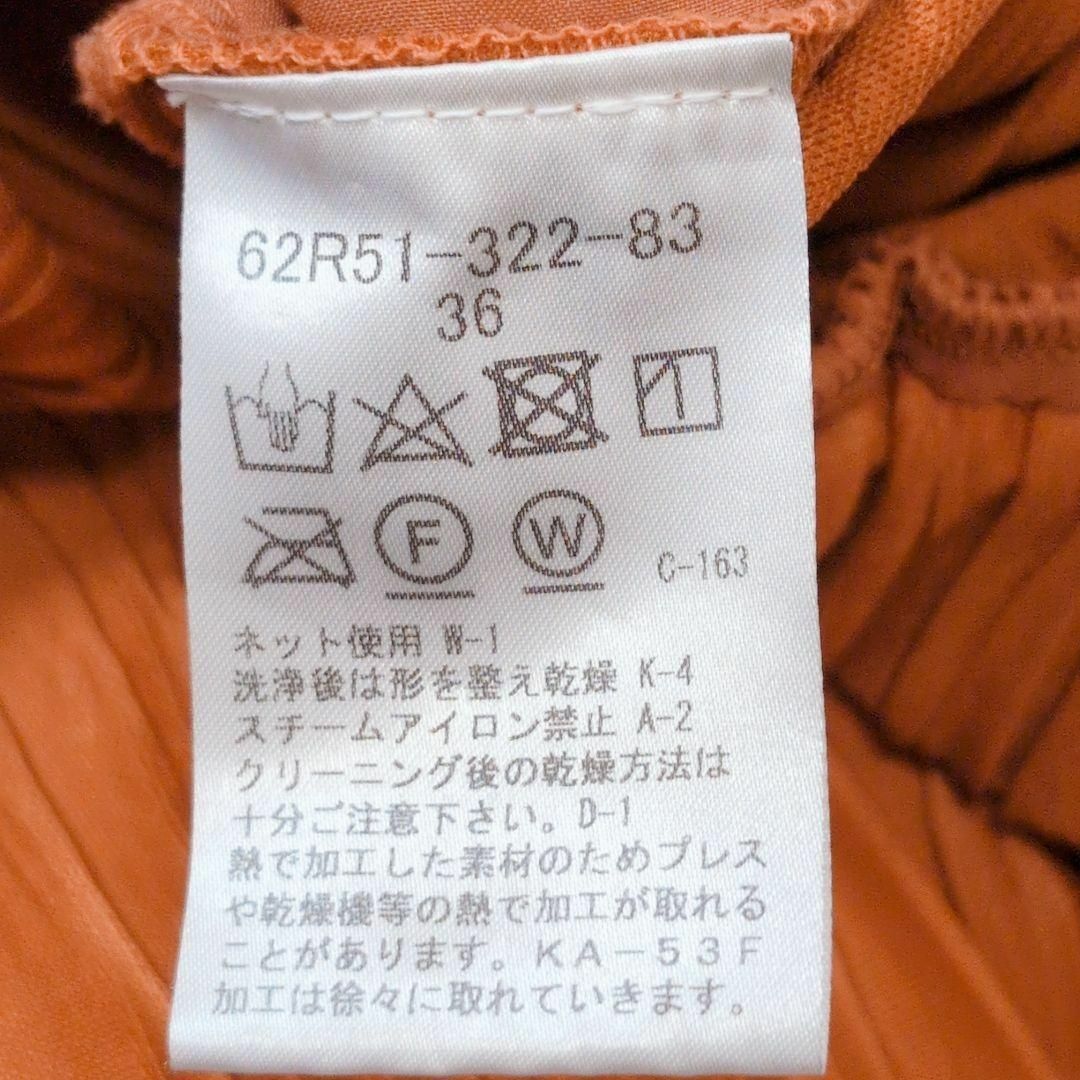 62R51-322-83
36
F W C-163
ネット使用 W-1
洗浄後は形を整え乾燥 K-4
スチームアイロン禁止 A-2
クリーニング後の乾燥方法は
十分ご注意下さい。D-1
熱で加工した素材のためプレス
や乾燥機等の熱で加工が取れる
ことがあります。KA-53F
加工は徐々に取れていきます。